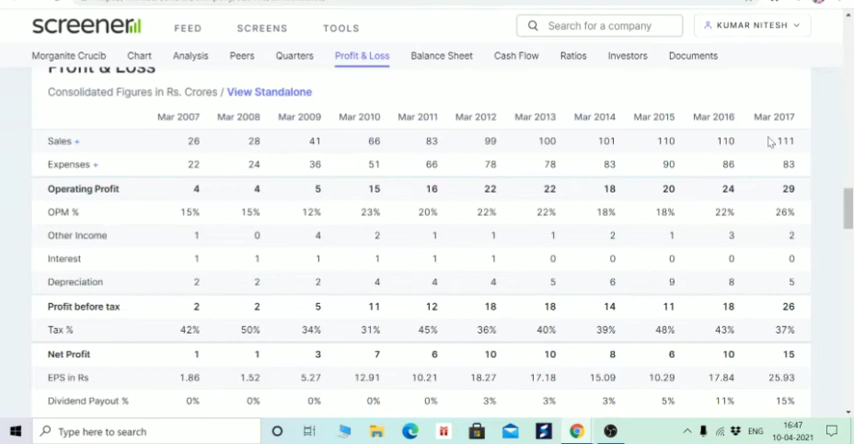 screener
FEED SCREENS TOOLS
Search for a company
KUMAR NITESH
Morganite Crucib Chart Analysis Peers Quarters Profit & Loss Balance Sheet Cash Flow Ratios Investors Documents
Profit & Loss
Consolidated Figures in Rs. Crores / View Standalone
Mar 2007 Mar 2008 Mar 2009 Mar 2010 Mar 2011 Mar 2012 Mar 2013 Mar 2014 Mar 2015 Mar 2016 Mar 2017
Sales + 26 28 41 66 83 99 100 101 110 110 111
Expenses + 22 24 36 51 66 78 78 83 90 86 83
Operating Profit 4 4 5 15 16 22 22 18 20 24 29
OPM % 15% 15% 12% 23% 20% 22% 22% 18% 18% 22% 26%
Other Income 1 0 4 2 1 1 1 2 1 3 2
Interest 1 1 1 1 1 1 0 0 0 0 0
Depreciation 2 2 2 4 4 4 5 6 9 8 5
Profit before tax 2 2 5 11 12 18 18 14 11 18 26
Tax % 42% 50% 34% 31% 45% 36% 40% 39% 48% 43% 37%
Net Profit 1 1 3 7 6 10 10 8 6 10 15
EPS in Rs 1.86 1.52 5.27 12.91 10.21 18.27 17.18 15.09 10.29 17.84 25.93
Dividend Payout % 0% 0% 0% 0% 0% 3% 3% 3% 5% 11% 15%
Type here to search
ENG
16:47
10-04-2021